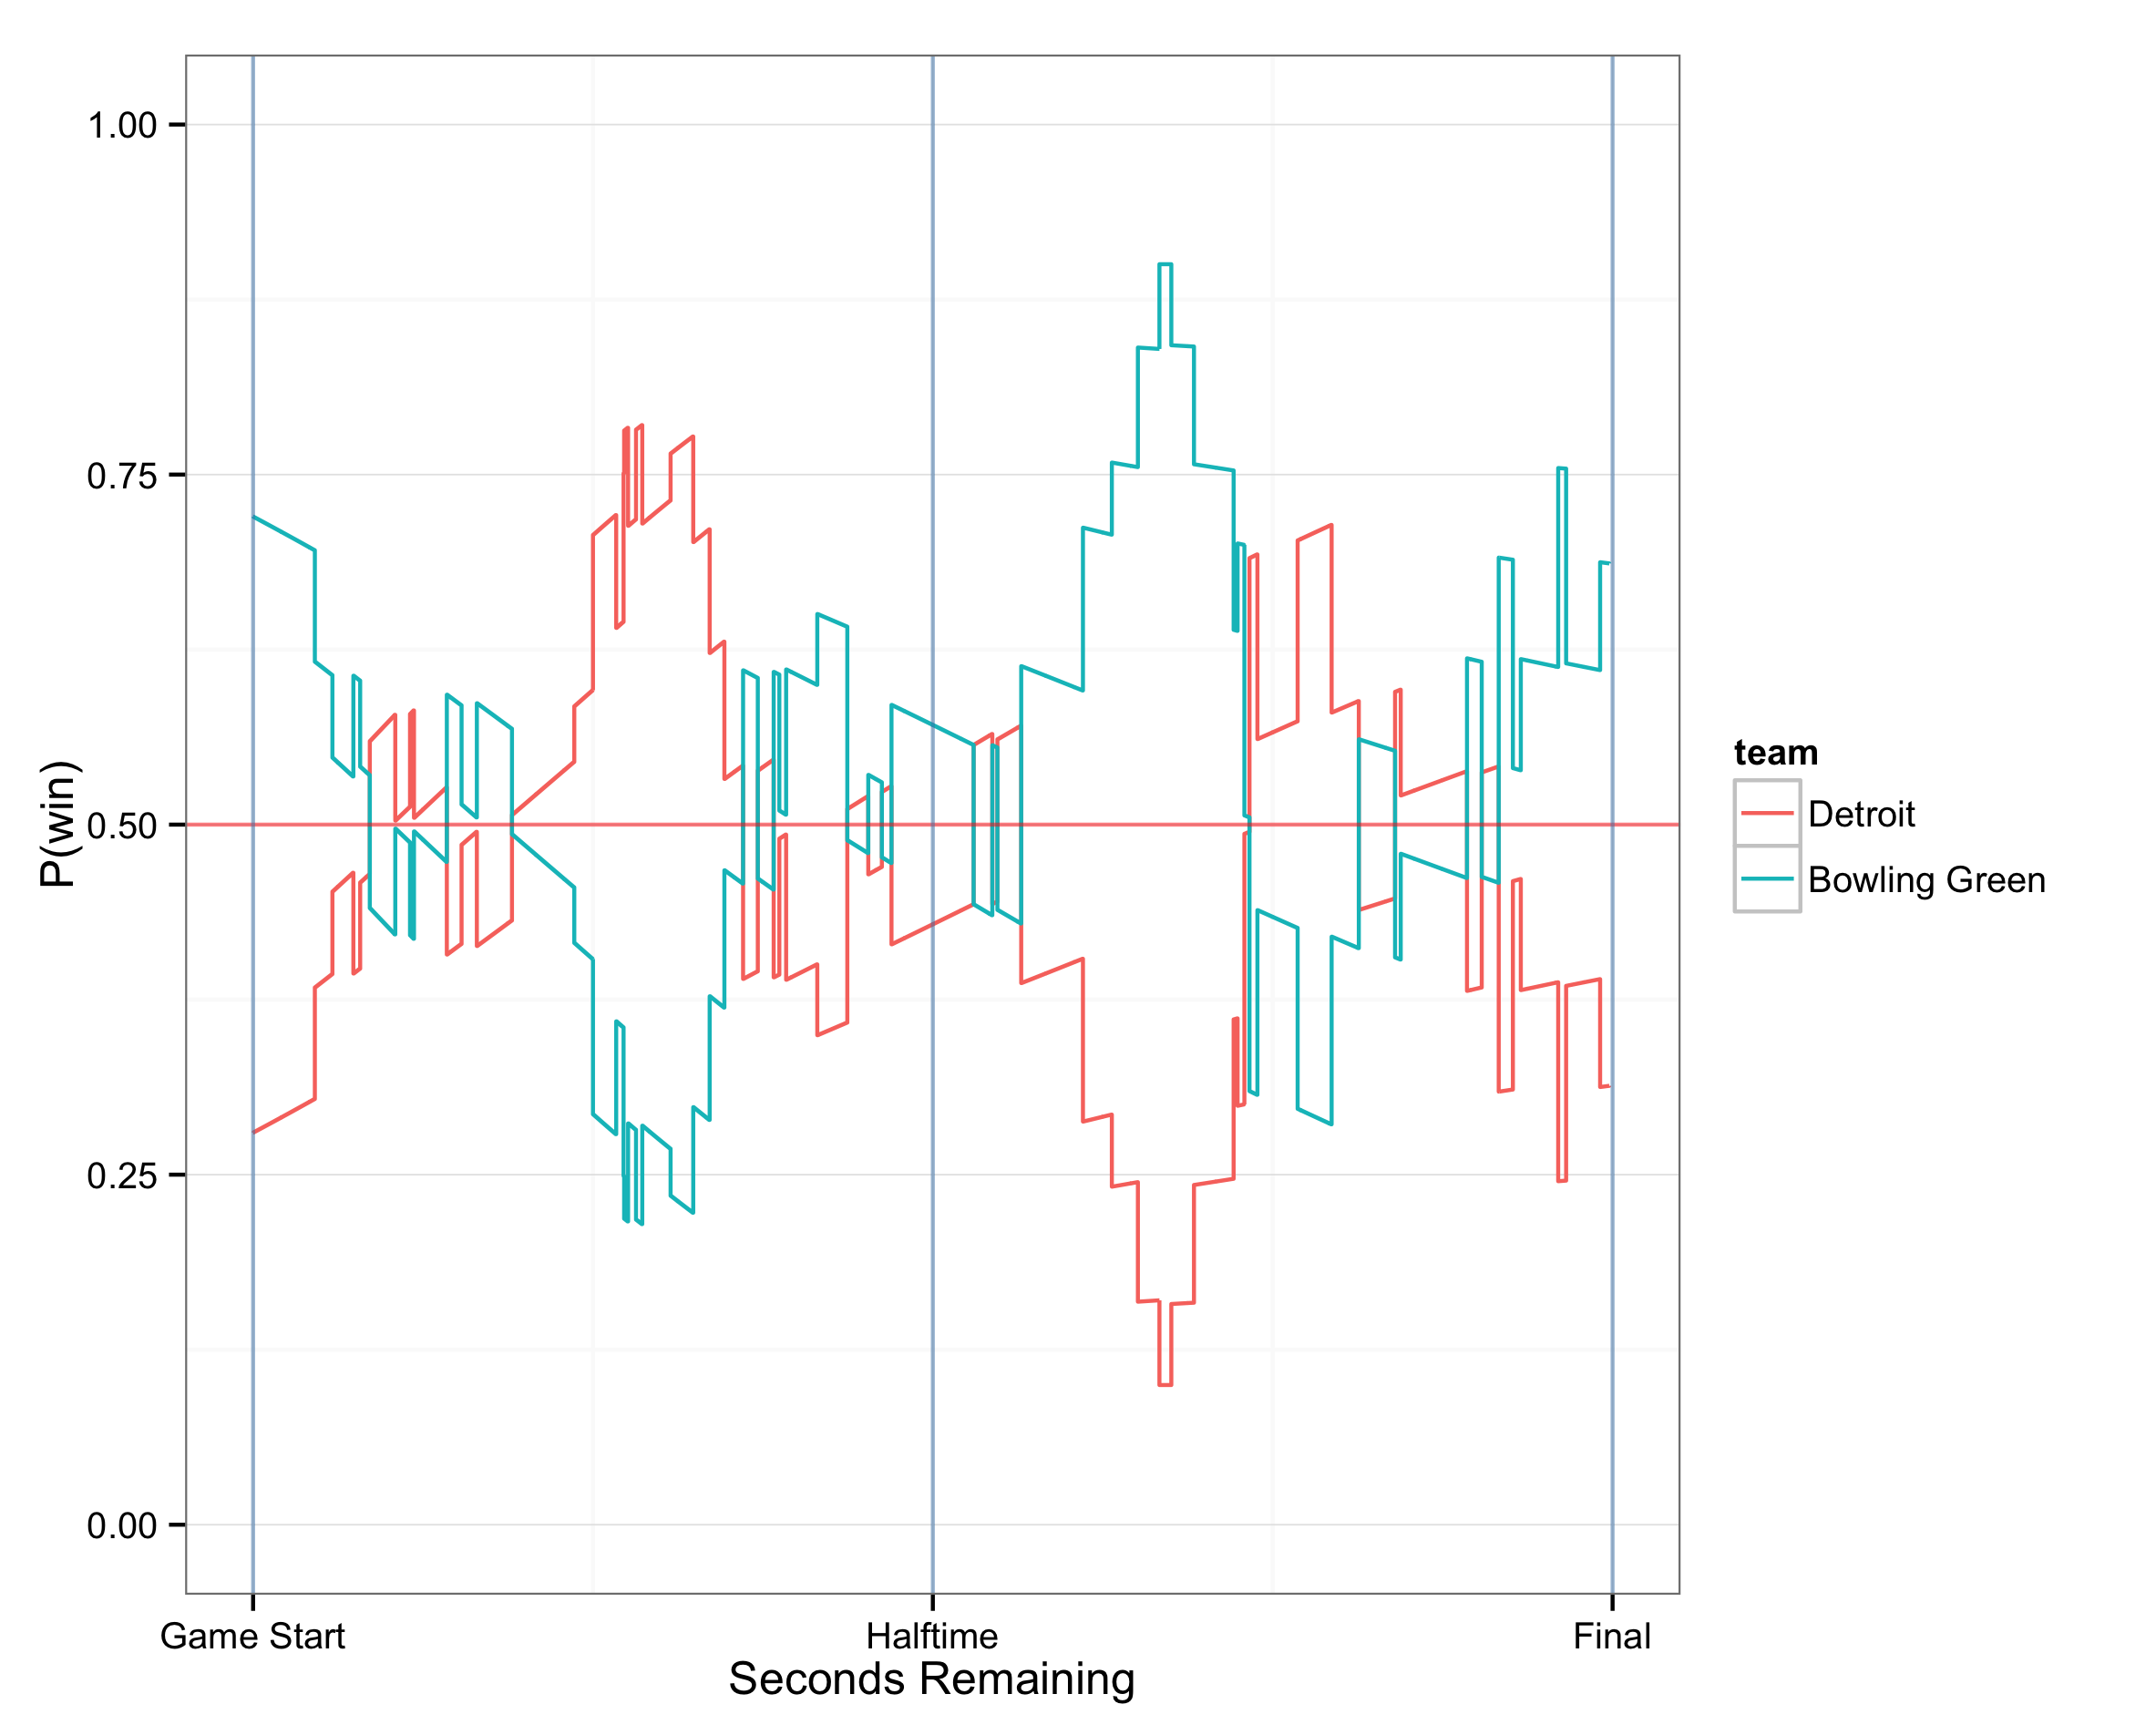 1.00
0.75
0.50
0.25
0.00
P(win)
Game Start
Halftime
Final
Seconds Remaining
team
Detroit
Bowling Green